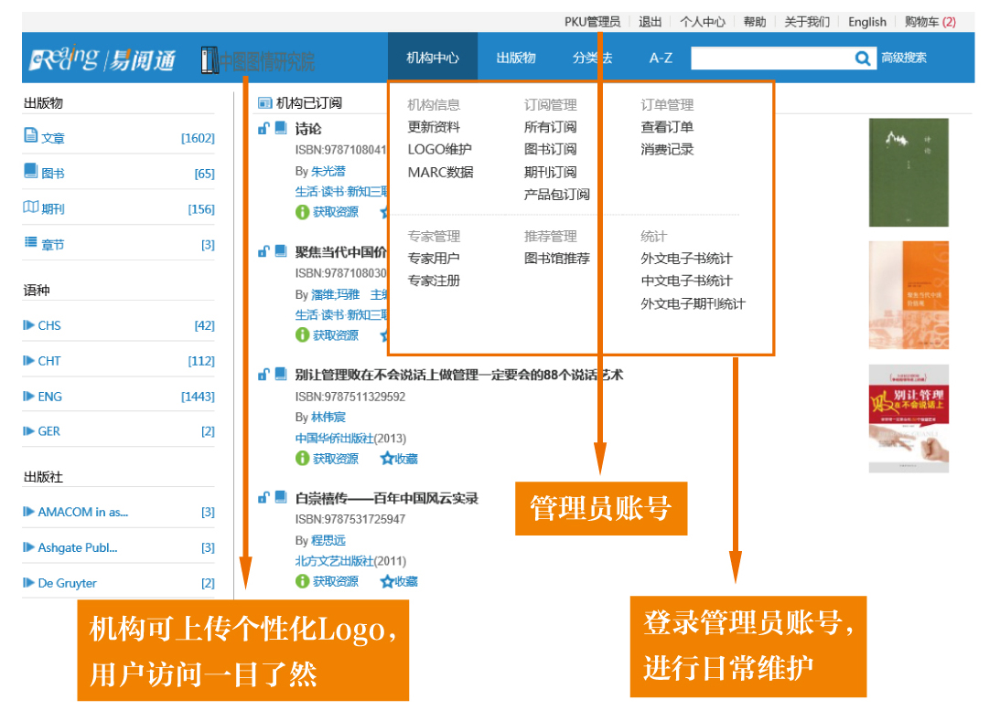 PKU管理员 退出 个人中心 帮助 关于我们 English 购物车 (2)
eReading 易阅通 中图图情研究院 机构中心 出版物 分类法 A-Z 高级搜索
出版物
文章 [1602]
图书 [65]
期刊 [156]
章节 [3]
语种
CHS [42]
CHT [112]
ENG [1443]
GER [2]
出版社
AMACOM in as... [3]
Ashgate Publ... [3]
De Gruyter [2]
机构已订阅
诗论
ISBN:9787108041
By 朱光潜
生活·读书·新知三联
获取资源
聚焦当代中国价
ISBN:9787108030
By 潘维;玛雅 主编
生活·读书·新知三联
获取资源
别让管理败在不会说话上做管理一定要会的88个说话艺术
ISBN:9787511329592
By 林伟宸
中国华侨出版社(2013)
获取资源 收藏
白崇禧传——百年中国风云实录
ISBN:9787531725947
By 程思远
北方文艺出版社(2011)
获取资源 收藏
机构信息 订阅管理 订单管理
更新资料 所有订阅 查看订单
LOGO维护 图书订阅 消费记录
MARC数据 期刊订阅
产品包订阅
专家管理 推荐管理 统计
专家用户 图书馆推荐 外文电子书统计
专家注册 中文电子书统计
外文电子期刊统计
聚焦当代中国
价值观
别让管理
败在不会说话上
管理员账号
机构可上传个性化Logo，
用户访问一目了然
登录管理员账号，
进行日常维护